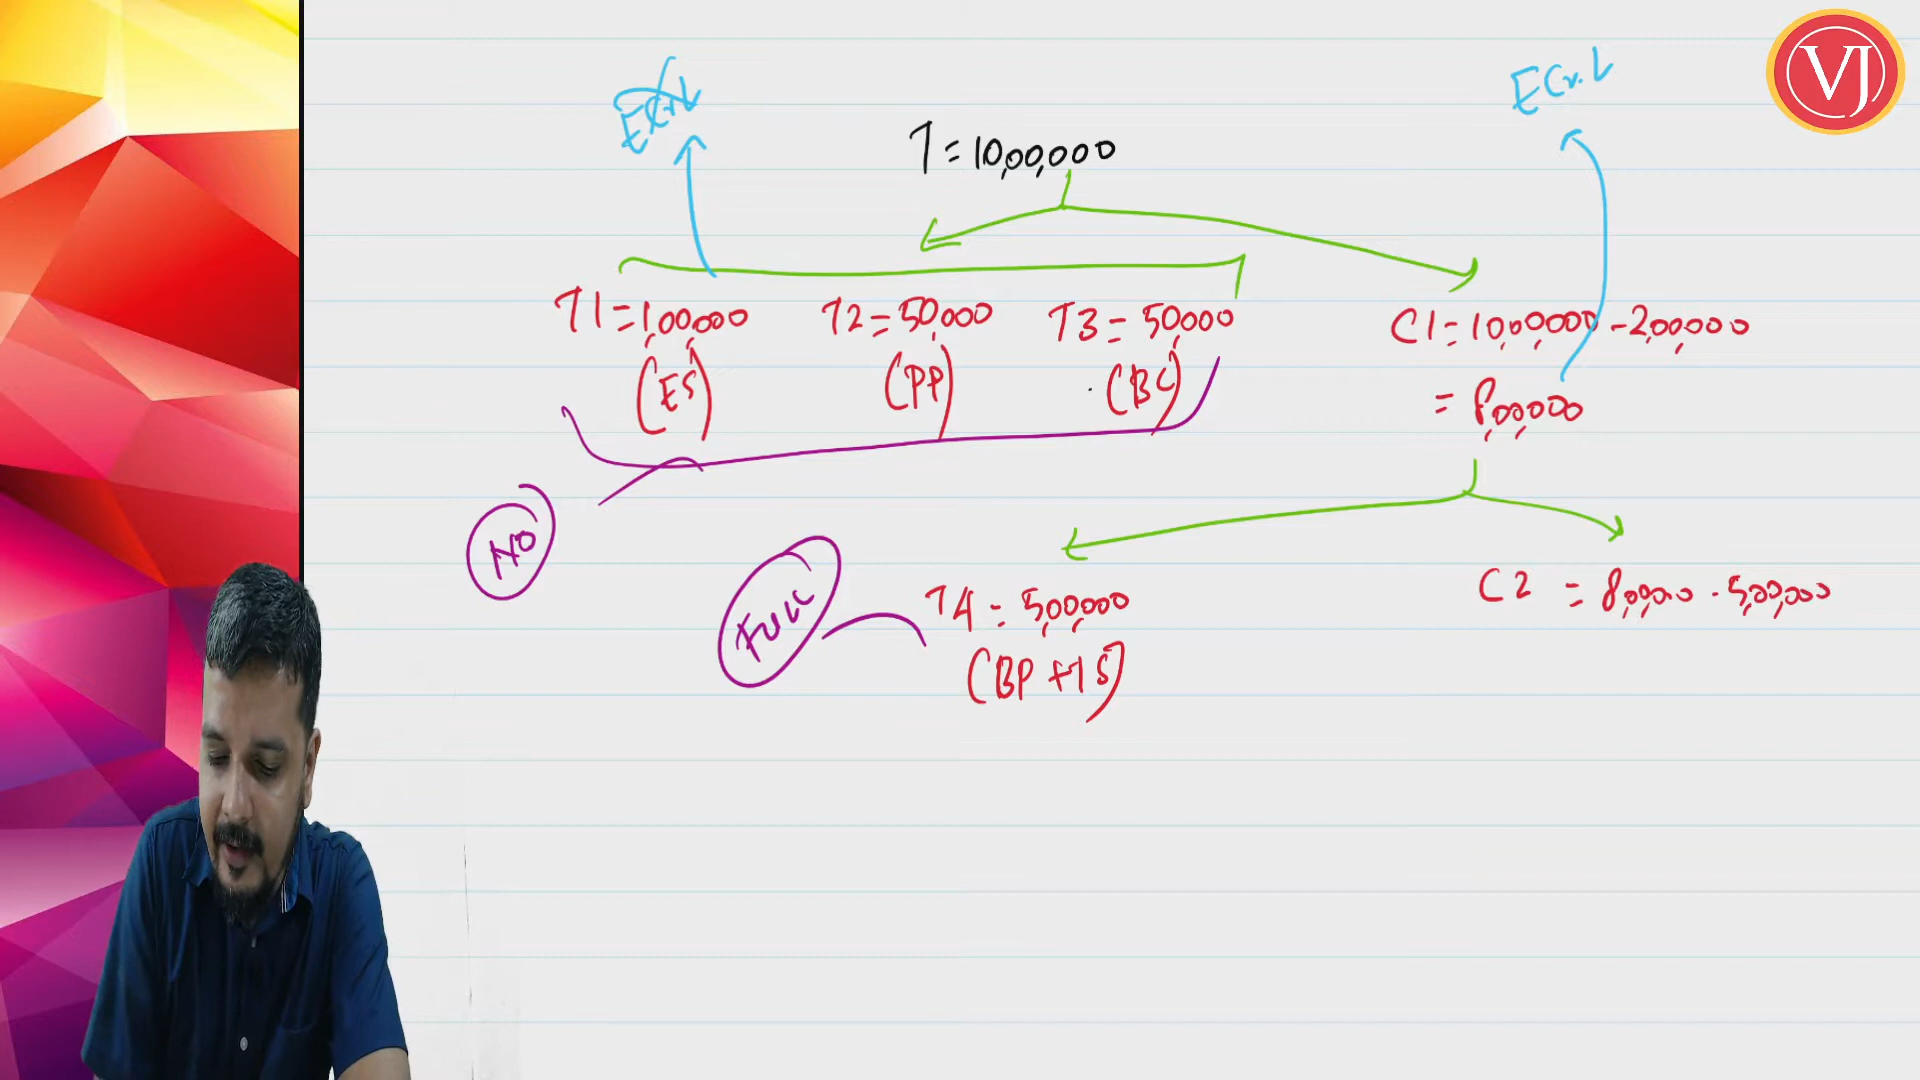 VJ
ECr.L
ECr.L
T = 10,00,000
T1 = 1,00,000 T2 = 50,000 T3 = 50,000 C1 = 10,00,000 - 2,00,000
(ES) (PP) (BC) = 8,00,000
NO
FULL
T4 = 5,00,000 C2 = 8,00,000 - 5,00,000
(BP + IS)